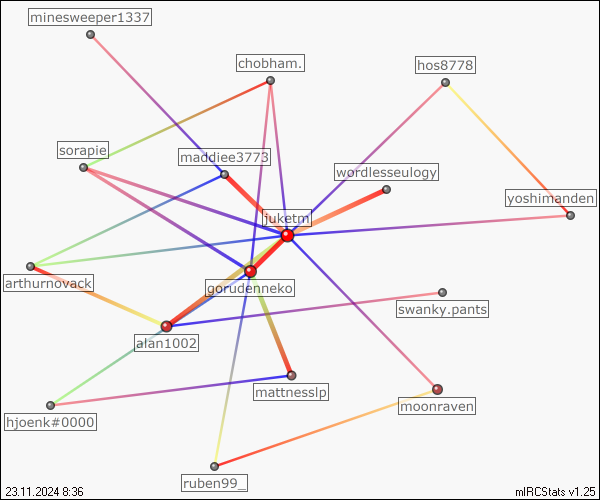 minesweeper1337
chobham.
hos8778
sorapie
maddiee3773
wordlesseulogy
yoshimanden
juketm
arthurnovack
gorudenneko
swanky.pants
alan1002
mattnesslp
moonraven
hjoenk#0000
ruben99_
23.11.2024 8:36
mIRCStats v1.25